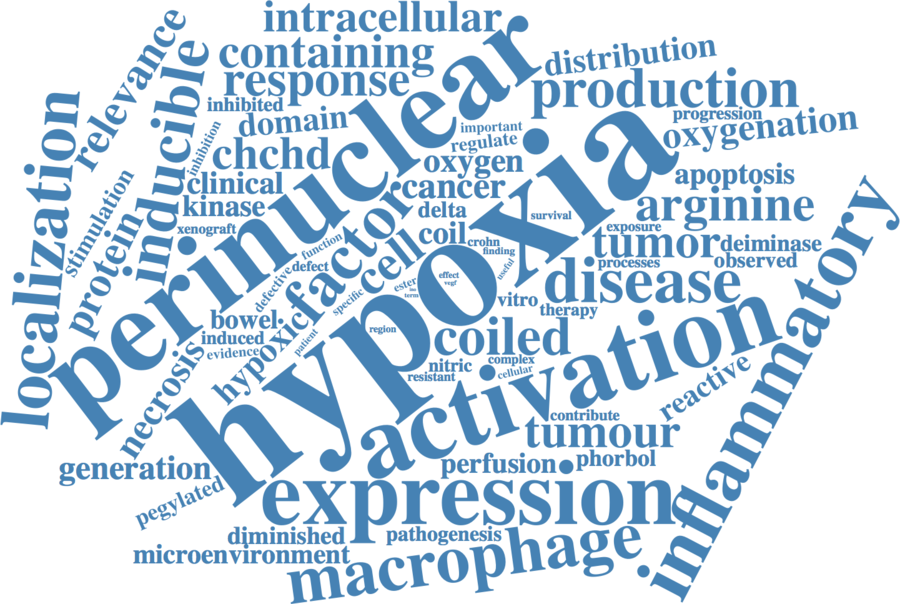 intracellular
containing
response
distribution
production
relevance
inducible
inhibited
domain
important
regulate
progression
oxygenation
inhibition
chchd
oxygen
perinuclear
localization
stimulation
protein
clinical
kinase
xenograft
cancer
apoptosis
arginine
delta
survival
exposure
hypoxia
factor
cell
coil
crohn
finding
tumor
deiminase
observed
processes
function
defect
defective
specific
ester
ino
term
effect
vegf
useful
vitro
disease
therapy
inflammatory
bowel
induced
evidence
hypoxic
patient
region
coiled
nitric
complex
resistant
cellular
activation
necrosis
reactive
contribute
tumour
generation
perfusion
phorbol
pegylated
expression
diminished
pathogenesis
microenvironment
macrophage